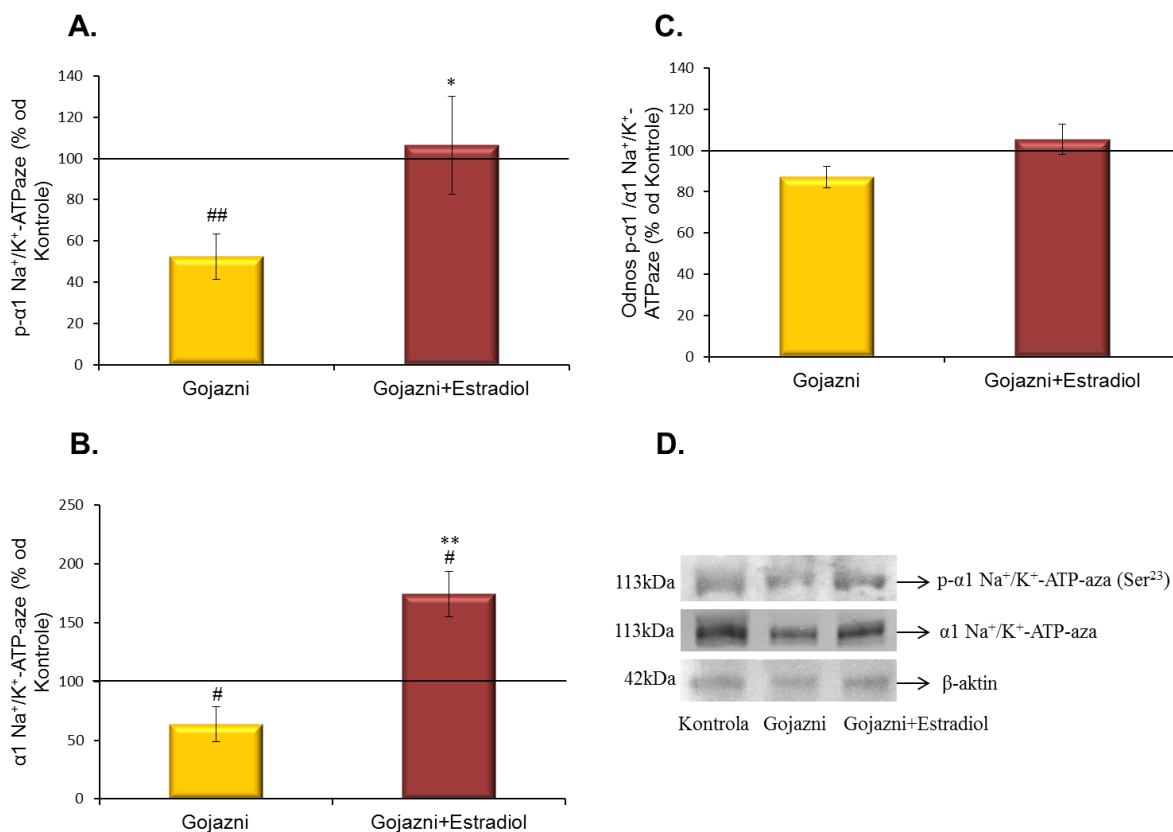 A.
p-α1 Na⁺/K⁺-ATPaze (% od
Kontrole)
140
120
100
80
60
40
20
0
##
*
Gojazni
Gojazni+Estradiol
B.
α1 Na⁺/K⁺-ATP-aze (% od
Kontrole)
250
200
150
100
50
0
#
**
#
Gojazni
Gojazni+Estradiol
C.
Odnos p-α1 /α1 Na⁺/K⁺-
ATPaze (% od Kontrole)
140
120
100
80
60
40
20
0
Gojazni
Gojazni+Estradiol
D.
113kDa p-α1 Na⁺/K⁺-ATP-aza (Ser²³)
113kDa α1 Na⁺/K⁺-ATP-aza
42kDa β-aktin
Kontrola Gojazni Gojazni+Estradiol